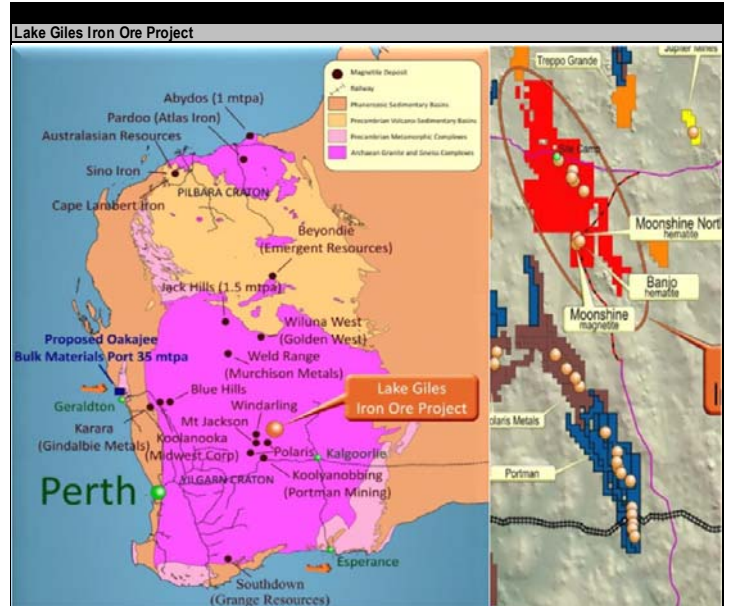 Lake Giles Iron Ore Project
Magnetite Deposit
Railway
Phanerozoic Sedimentary Basins
Precambrian Volcano-Sedimentary Basins
Precambrian Metamorphic Complexes
Archaean Granite and Gneiss Complexes
Abydos (1 mtpa)
Pardoo (Atlas Iron)
Australasian Resources
Sino Iron
PILBARA CRATON
Cape Lambert Iron
Beyondie
(Emergent Resources)
Jack Hills (1.5 mtpa)
Wiluna West
(Golden West)
Proposed Oakajee
Bulk Materials Port 35 mtpa
Weld Range
(Murchison Metals)
Blue Hills
Lake Giles
Iron Ore Project
Geraldton
Windarling
Karara
(Gindalbie Metals)
Mt Jackson
Koolanooka
(Midwest Corp)
Polaris
Kalgoorlie
Koolyanobbing
(Portman Mining)
YILGARN CRATON
Perth
Esperance
Southdown
(Grange Resources)
Treppo Grande
Jupiter Mines
Site Camp
Moonshine North
hematite
Banjo
hematite
Moonshine
magnetite
olaris Metals
Portman